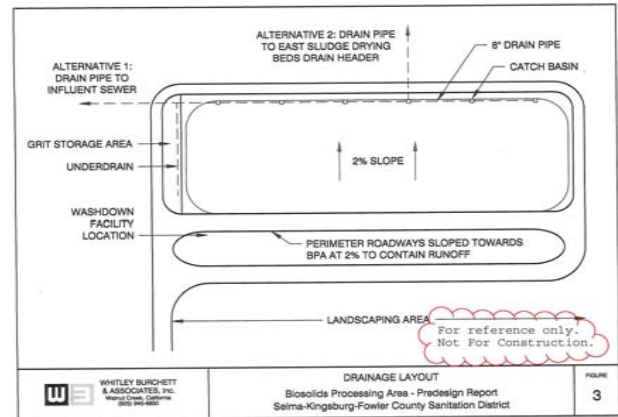 ALTERNATIVE 2: DRAIN PIPE
TO EAST SLUDGE DRYING
BEDS DRAIN HEADER
8" DRAIN PIPE
ALTERNATIVE 1:
DRAIN PIPE TO
INFLUENT SEWER
CATCH BASIN
GRIT STORAGE AREA
UNDERDRAIN
2% SLOPE
WASHDOWN
FACILITY
LOCATION
PERIMETER ROADWAYS SLOPED TOWARDS
BPA AT 2% TO CONTAIN RUNOFF
LANDSCAPING AREA
For reference only.
Not For Construction.
WHITLEY BURCHETT
& ASSOCIATES, Inc.
Walnut Creek, California
(925) 945-6850
DRAINAGE LAYOUT
Biosolids Processing Area - Predesign Report
Selma-Kingsburg-Fowler County Sanitation District
FIGURE
3